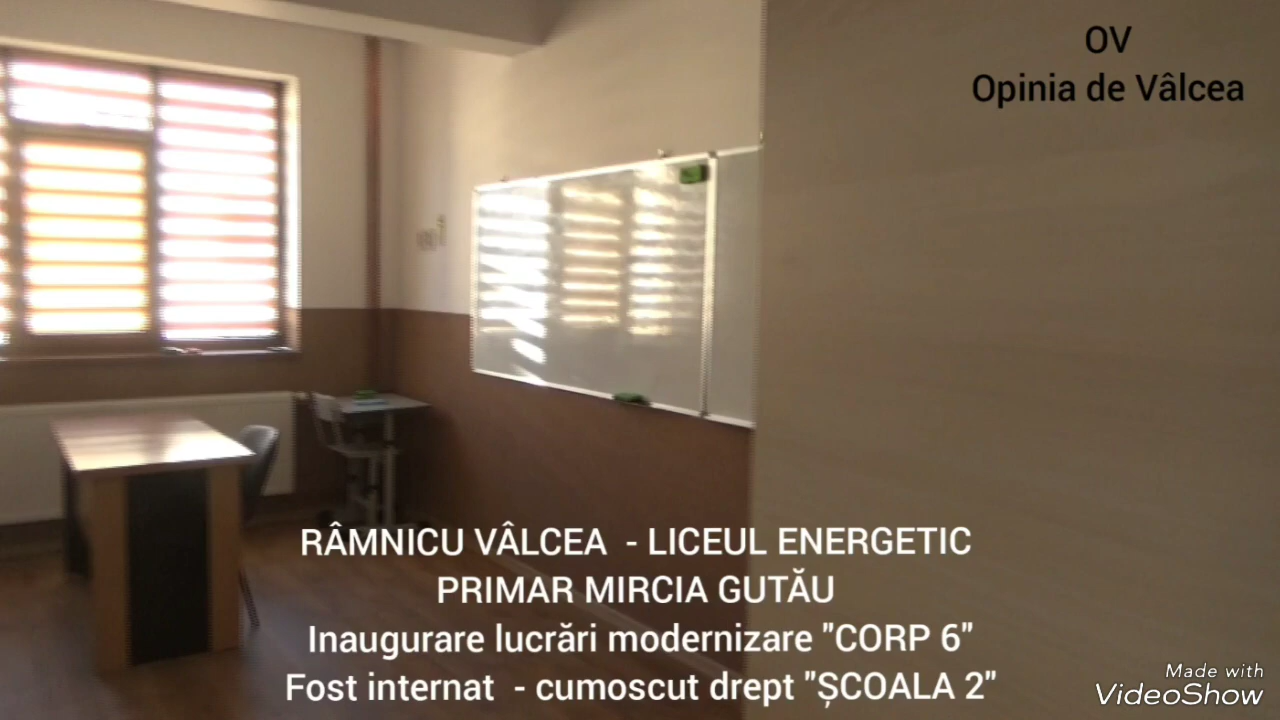 OV
Opinia de Vâlcea
RÂMNICU VÂLCEA  - LICEUL ENERGETIC
PRIMAR MIRCIA GUTĂU
Inaugurare lucrări modernizare "CORP 6"
Fost internat  - cumoscut drept "ȘCOALA 2"
Made with
VideoShow